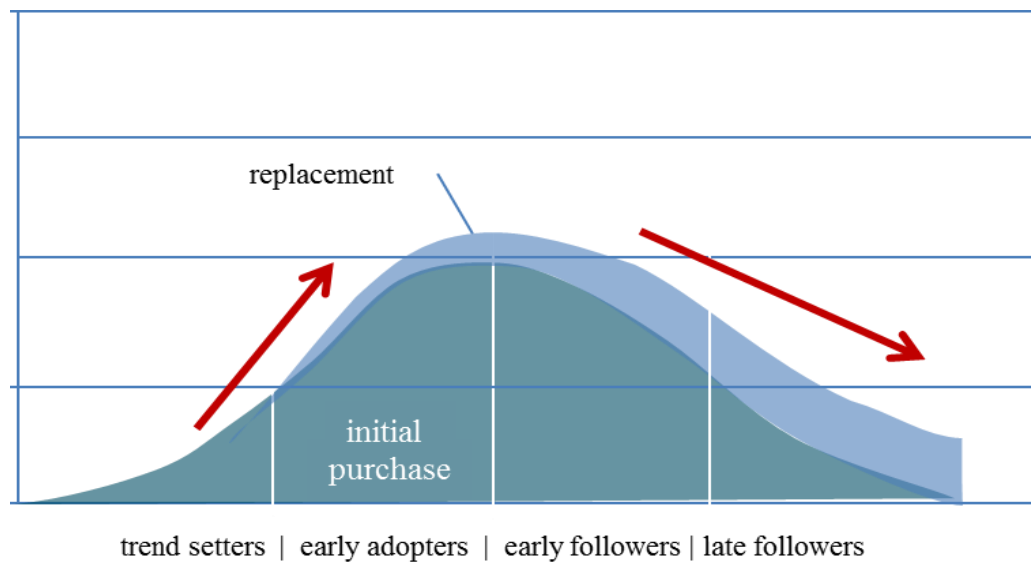 replacement
initial
purchase
trend setters | early adopters | early followers | late followers